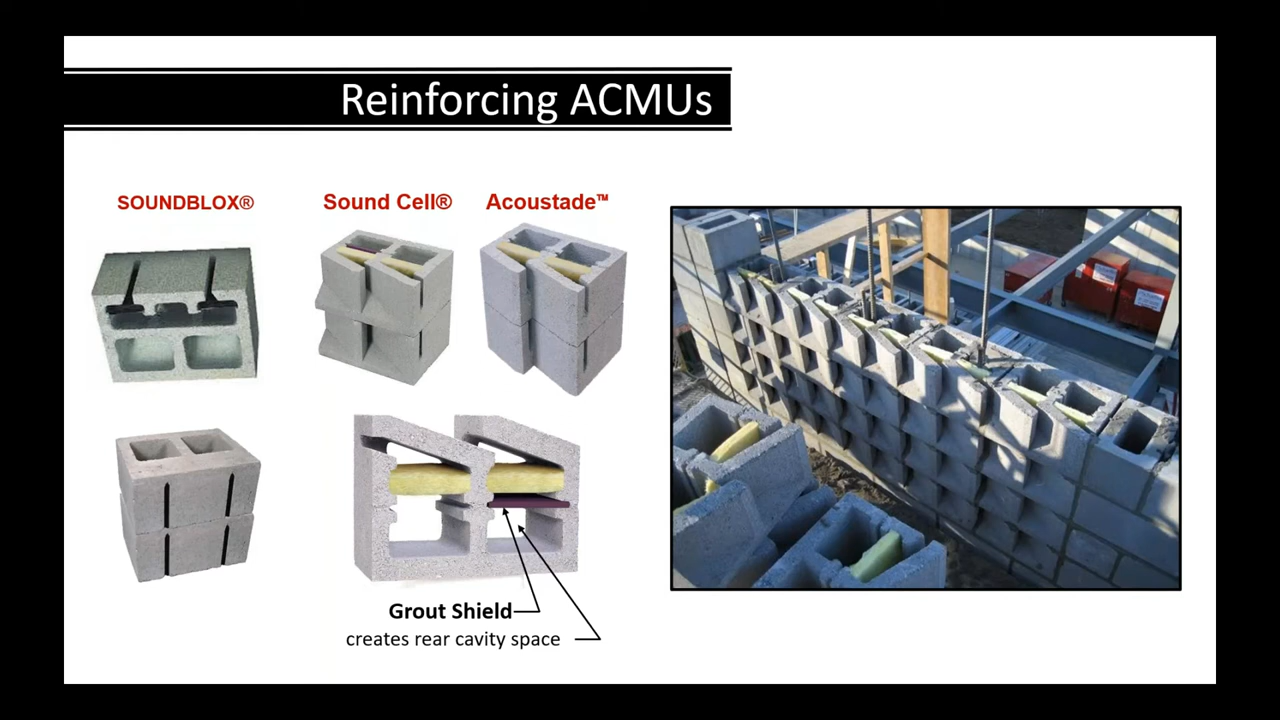 Reinforcing ACMUs
SOUNDBLOX®
Sound Cell®
Acoustade™
Grout Shield
creates rear cavity space